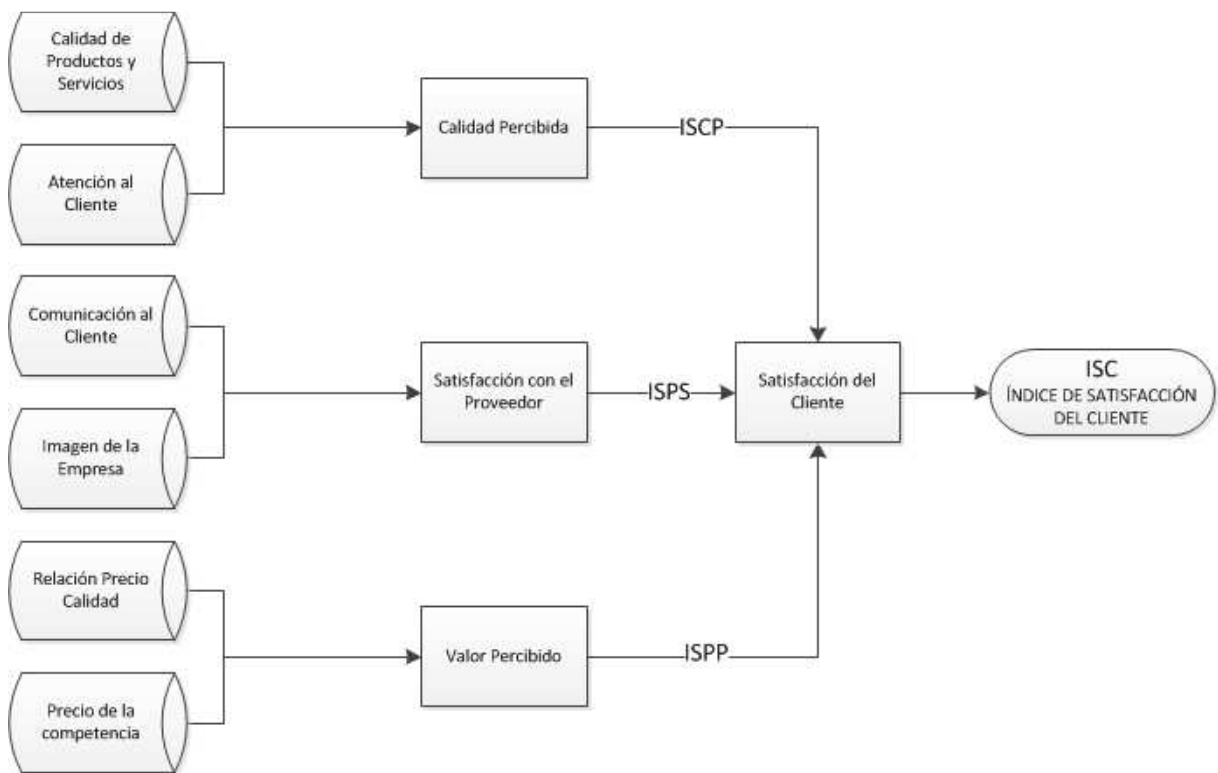 Calidad de
Productos y
Servicios
Atención al
Cliente
Calidad Percibida
ISCP
Comunicación al
Cliente
Imagen de la
Empresa
Satisfacción con el
Proveedor
ISPS
Satisfacción del
Cliente
ISC
ÍNDICE DE SATISFACCIÓN
DEL CLIENTE
Relación Precio
Calidad
Precio de la
competencia
Valor Percibido
ISPP